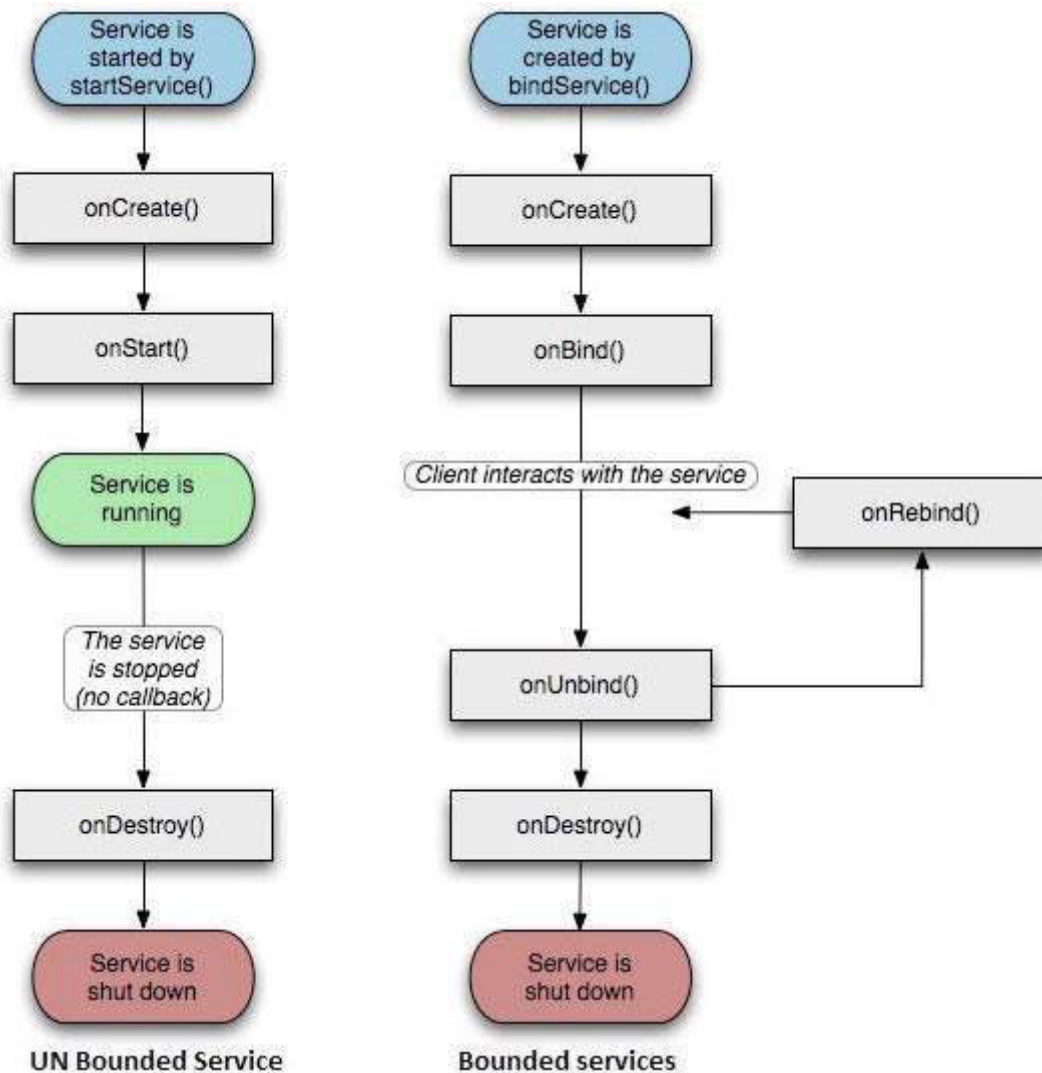 Service is
started by
startService()
onCreate()
onStart()
Service is
running
The service
is stopped
(no callback)
onDestroy()
Service is
shut down
UN Bounded Service
Service is
created by
bindService()
onCreate()
onBind()
Client interacts with the service
onRebind()
onUnbind()
onDestroy()
Service is
shut down
Bounded services